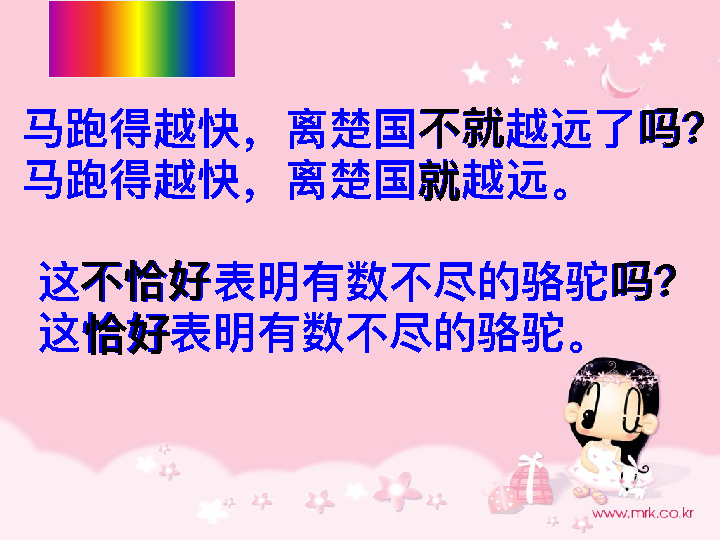 马跑得越快，离楚国不就越远了吗？
马跑得越快，离楚国就越远。
这不恰好表明有数不尽的骆驼吗？
这恰好表明有数不尽的骆驼。
www.mrk.co.kr